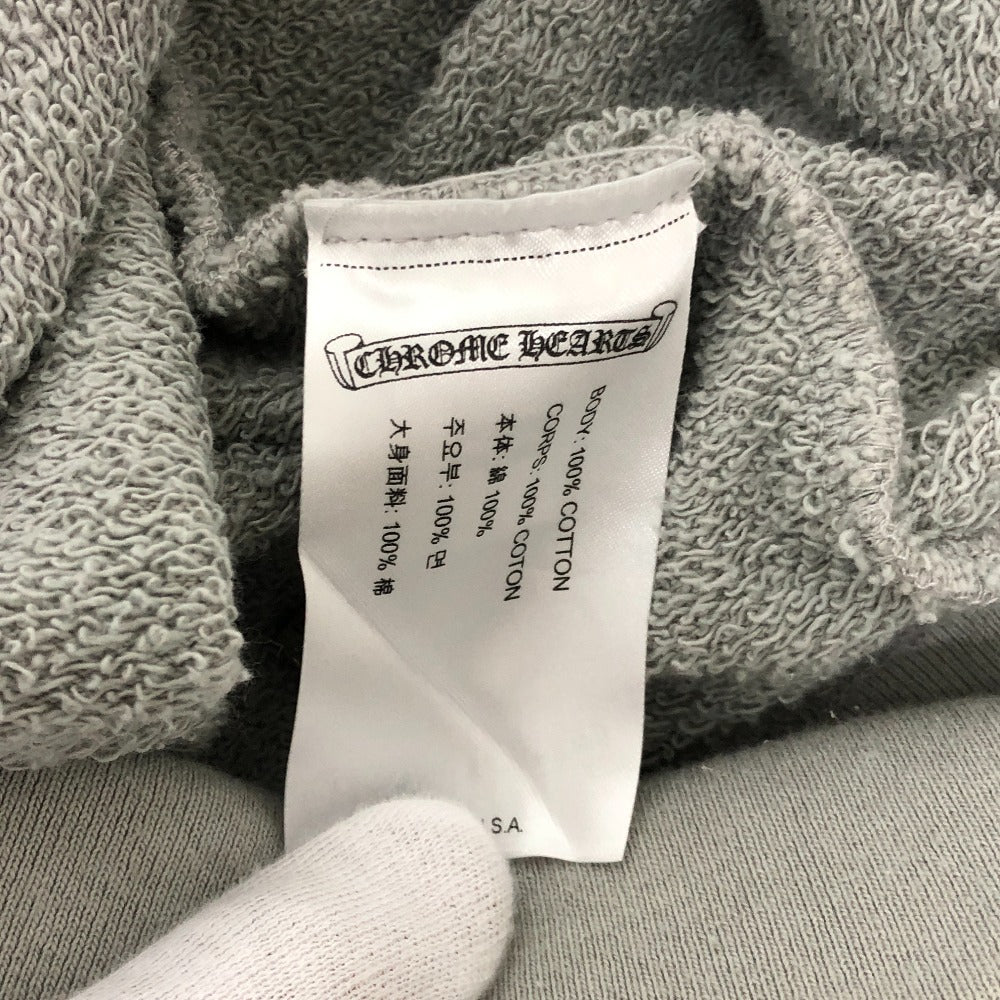 CHROME HEARTS
BODY: 100% COTTON
CORPS: 100% COTON
本体: 綿 100%
주요부: 100% 면
大身面料: 100% 棉
S.A.